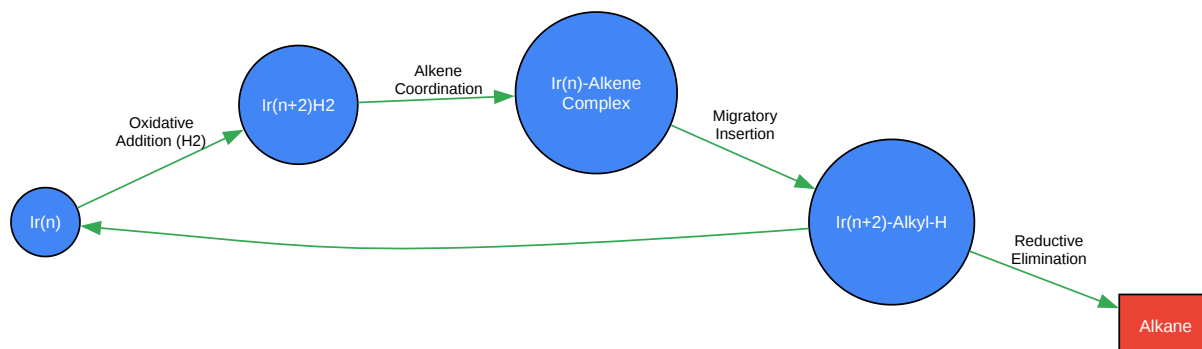 Ir(n)
Oxidative
Addition (H2)
Ir(n+2)H2
Alkene
Coordination
Ir(n)-Alkene
Complex
Migratory
Insertion
Ir(n+2)-Alkyl-H
Reductive
Elimination
Alkane